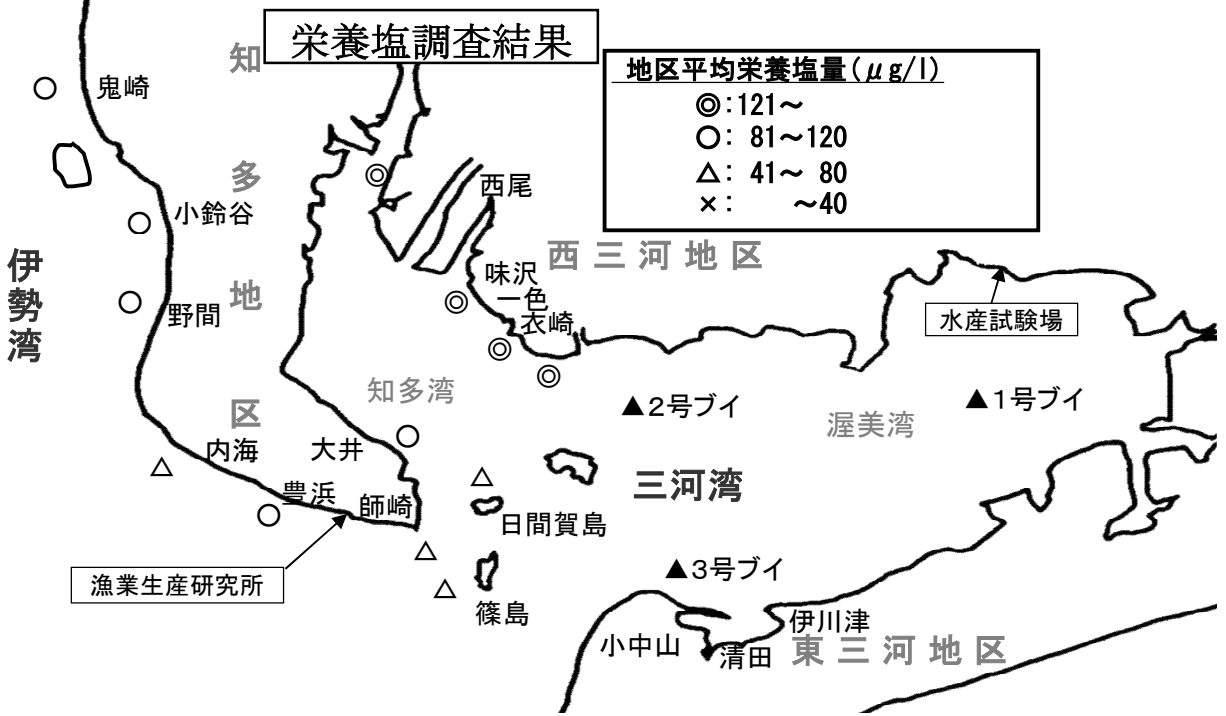 栄養塩調査結果
地区平均栄養塩量(μg/l)
◎:121～
○: 81～120
△: 41～ 80
×: ～40
知多地区
鬼崎
小鈴谷
野間
伊勢湾
西尾
味沢
一色
衣崎
西三河地区
水産試験場
知多湾
▲2号ブイ
▲1号ブイ
渥美湾
内海
大井
豊浜
師崎
三河湾
日間賀島
漁業生産研究所
篠島
▲3号ブイ
小中山
清田
伊川津
東三河地区